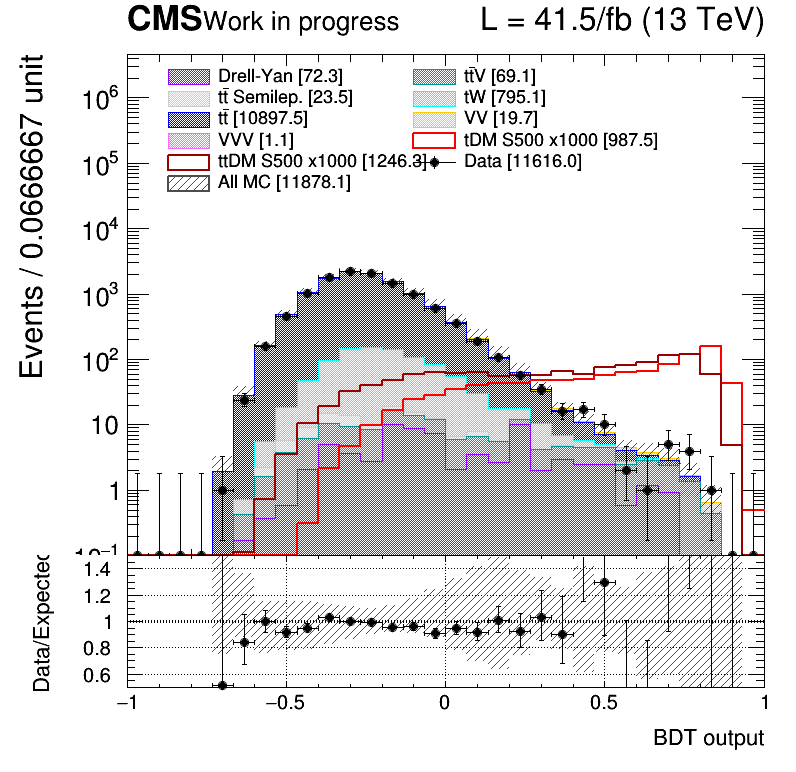 CMS Work in progress L = 41.5/fb (13 TeV)
Events / 0.0666667 unit
Drell-Yan [72.3] tt̄V [69.1]
tt̄ Semilep. [23.5] tW [795.1]
tt̄ [10897.5] VV [19.7]
VVV [1.1] tDM S500 x1000 [987.5]
ttDM S500 x1000 [1246.3] Data [11616.0]
All MC [11878.1]
10⁶
10⁵
10⁴
10³
10²
10
1
10⁻¹
Data/Expected
1.4
1.2
1
0.8
0.6
−1 −0.5 0 0.5 1
BDT output